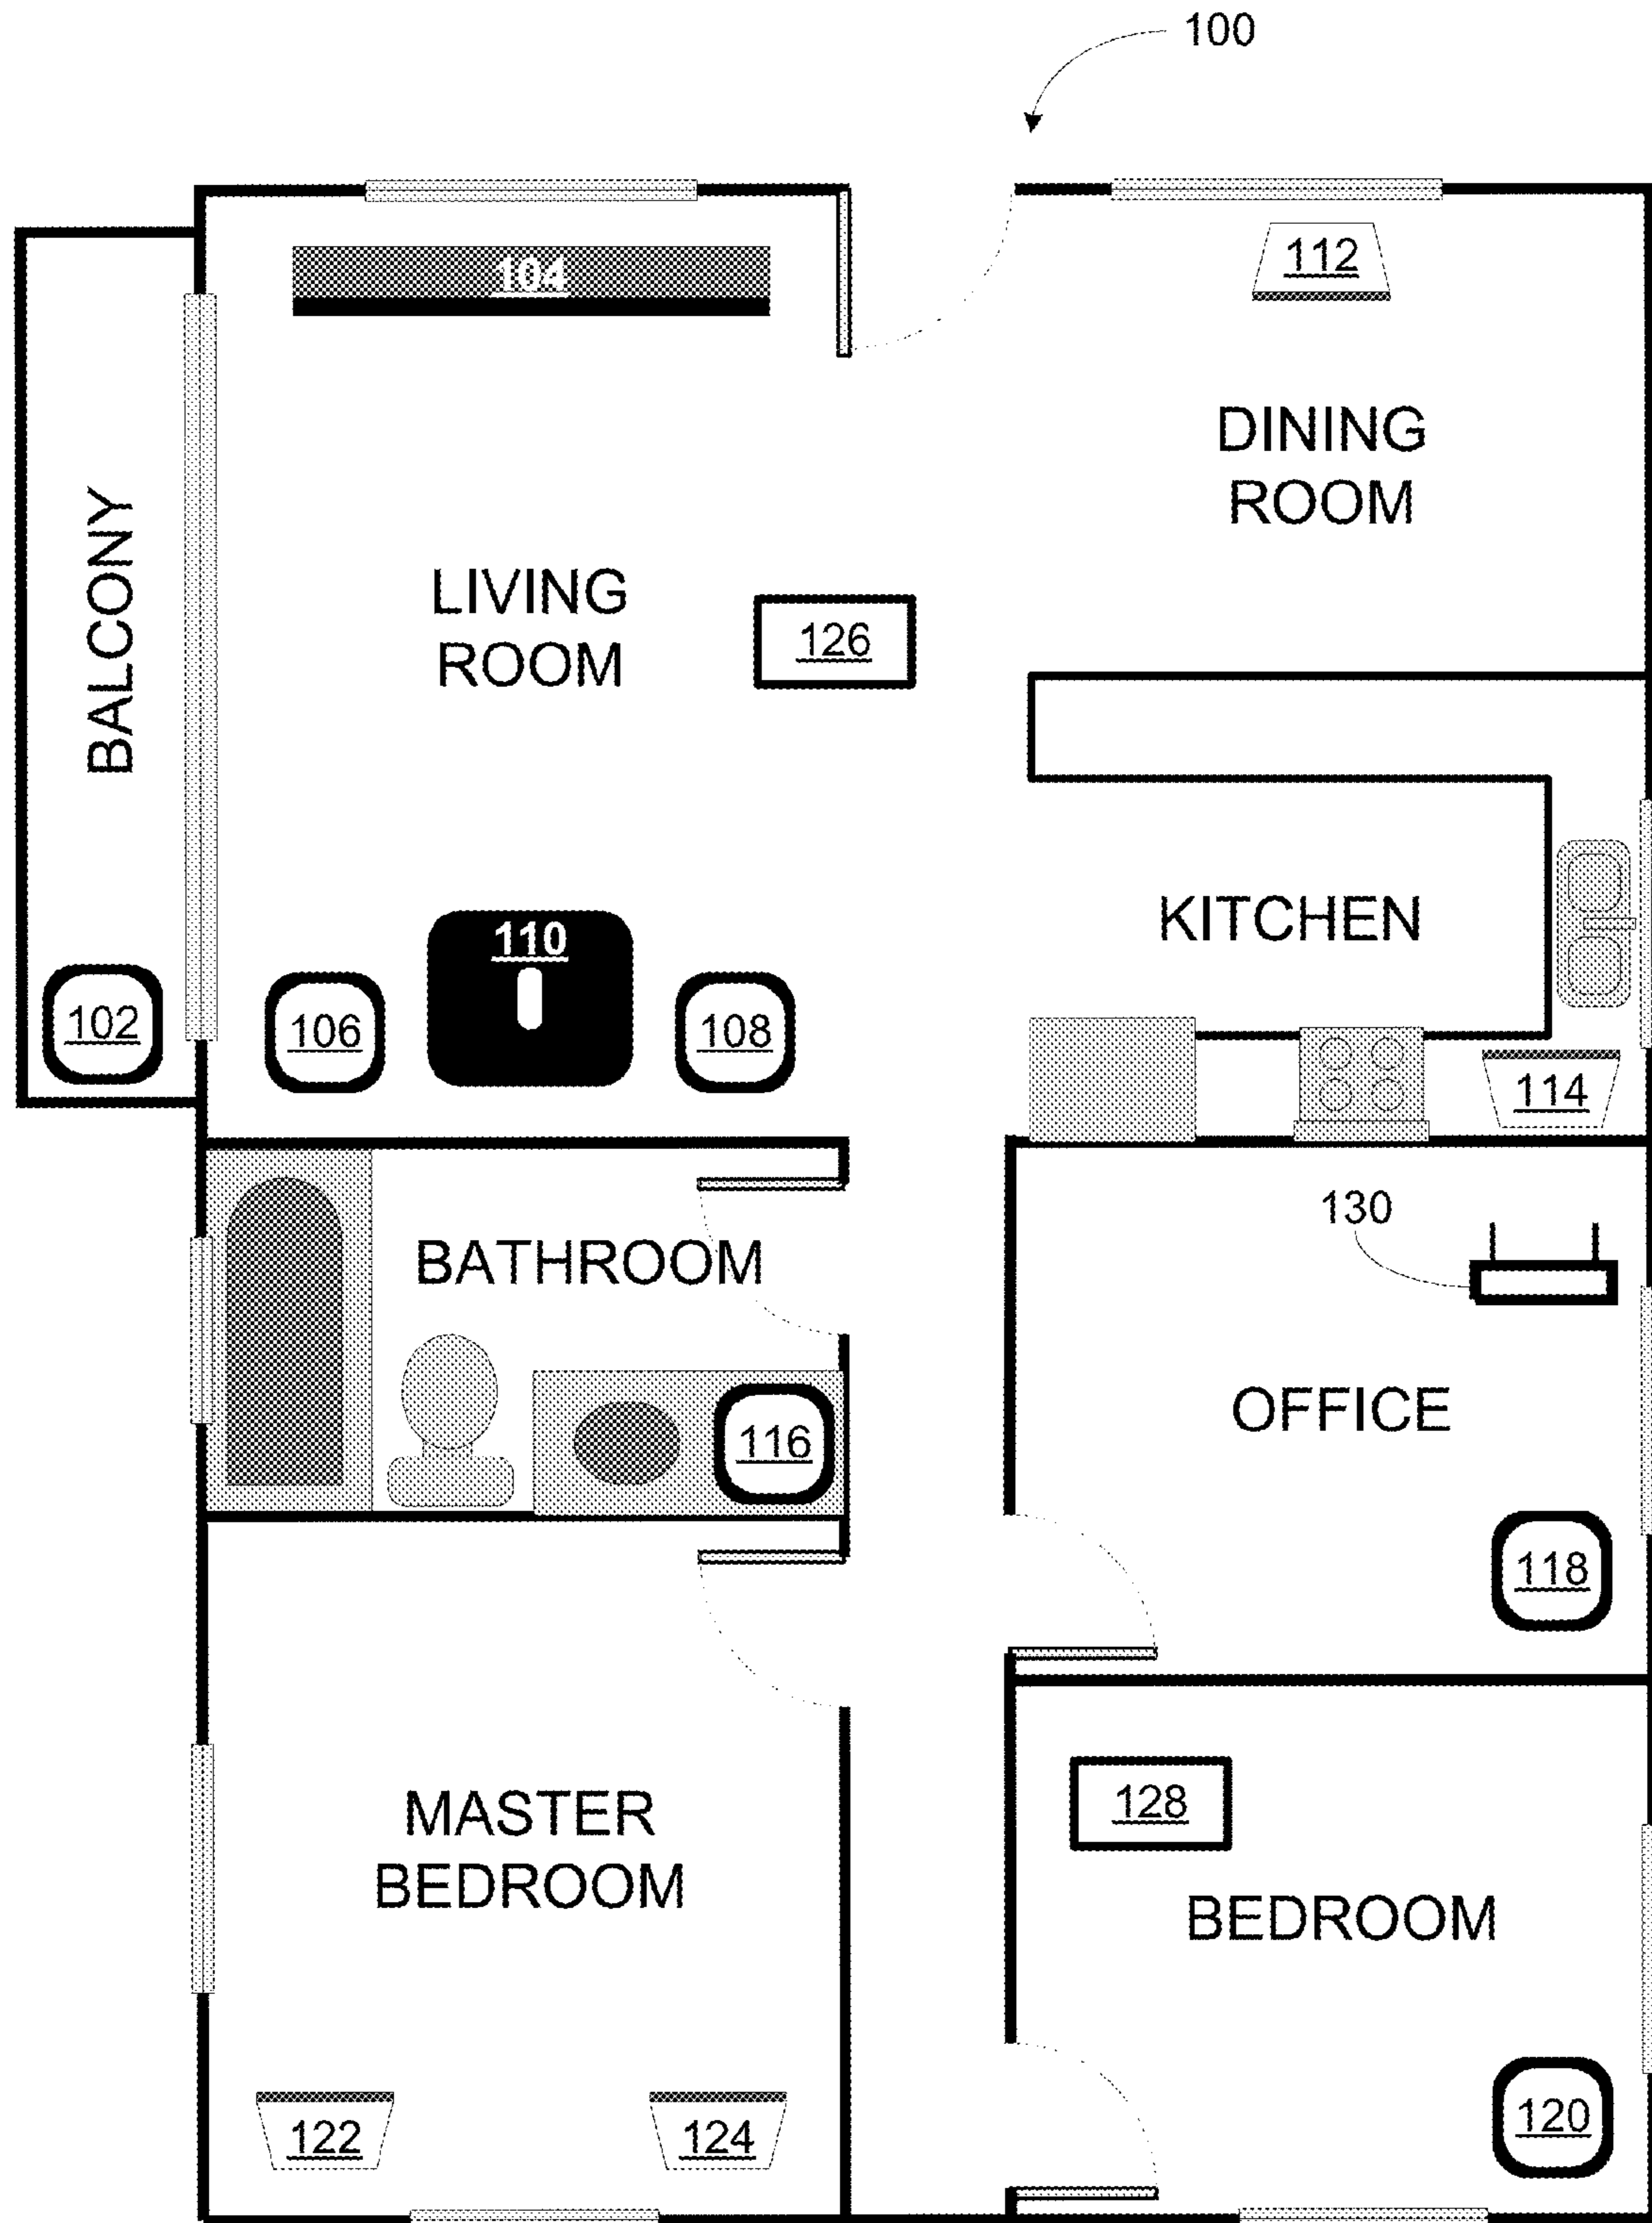 100
104
112
DINING
ROOM
BALCONY
LIVING
ROOM
126
KITCHEN
110
102
106
108
114
130
BATHROOM
OFFICE
116
118
128
MASTER
BEDROOM
BEDROOM
120
122
124